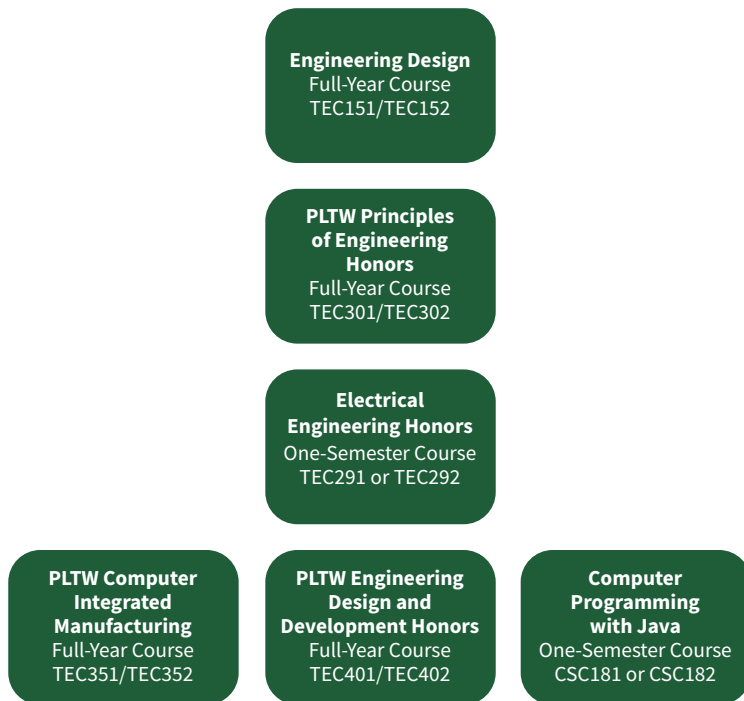 Engineering Design
Full-Year Course
TEC151/TEC152
PLTW Principles
of Engineering
Honors
Full-Year Course
TEC301/TEC302
Electrical
Engineering Honors
One-Semester Course
TEC291 or TEC292
PLTW Computer
Integrated
Manufacturing
Full-Year Course
TEC351/TEC352
PLTW Engineering
Design and
Development Honors
Full-Year Course
TEC401/TEC402
Computer
Programming
with Java
One-Semester Course
CSC181 or CSC182